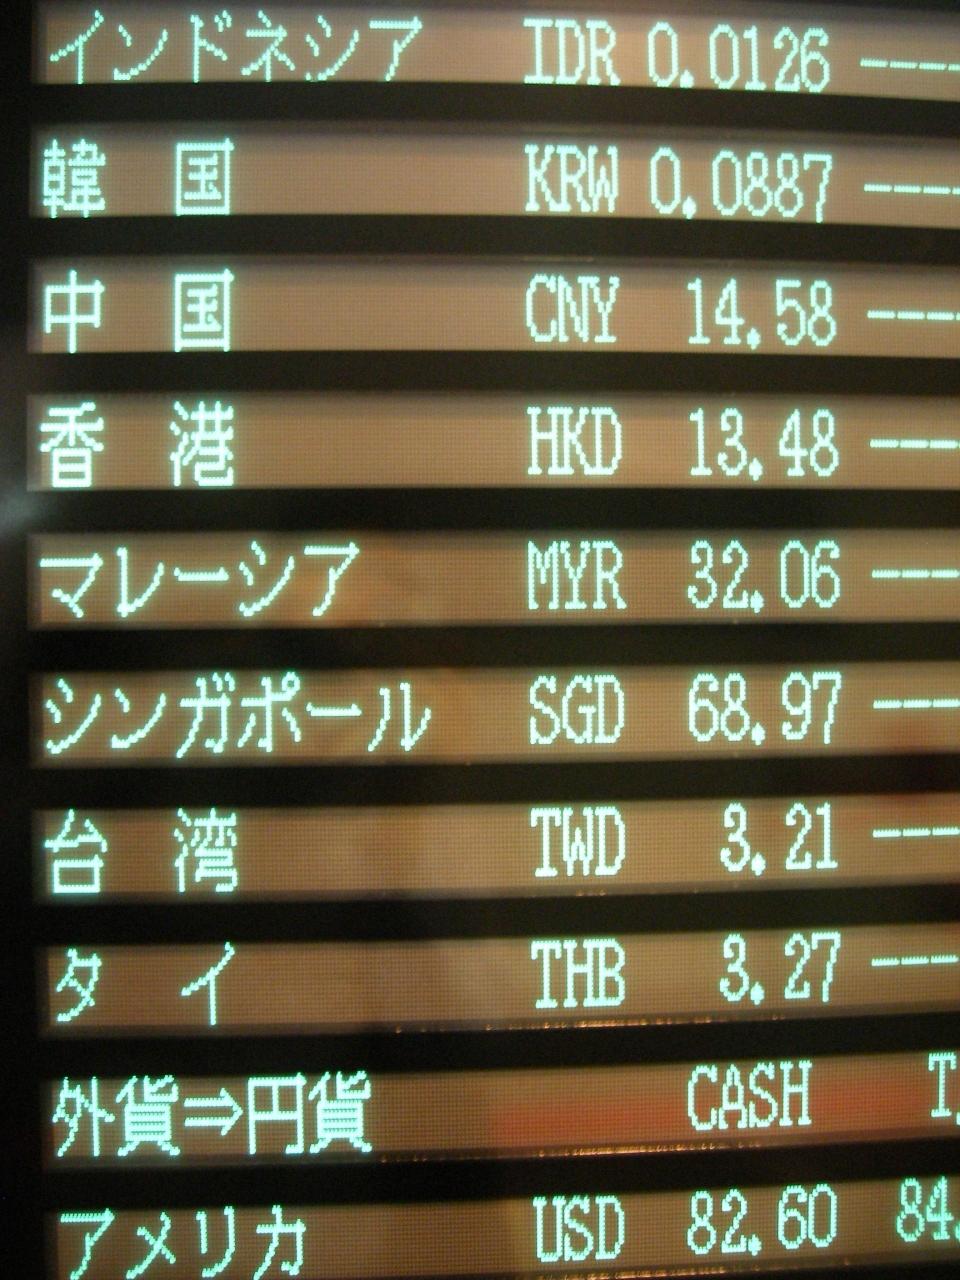 インドネシア IDR 0.0126 ----
韓 国 KRW 0.0887 ----
中 国 CNY 14.58 ----
香 港 HKD 13.48 ----
マレーシア MYR 32.06 ----
シンガポール SGD 68.97 ----
台 湾 TWD 3.21 ----
タ イ THB 3.27 ----
外貨⇒円貨 CASH T.
アメリカ USD 82.60 84.